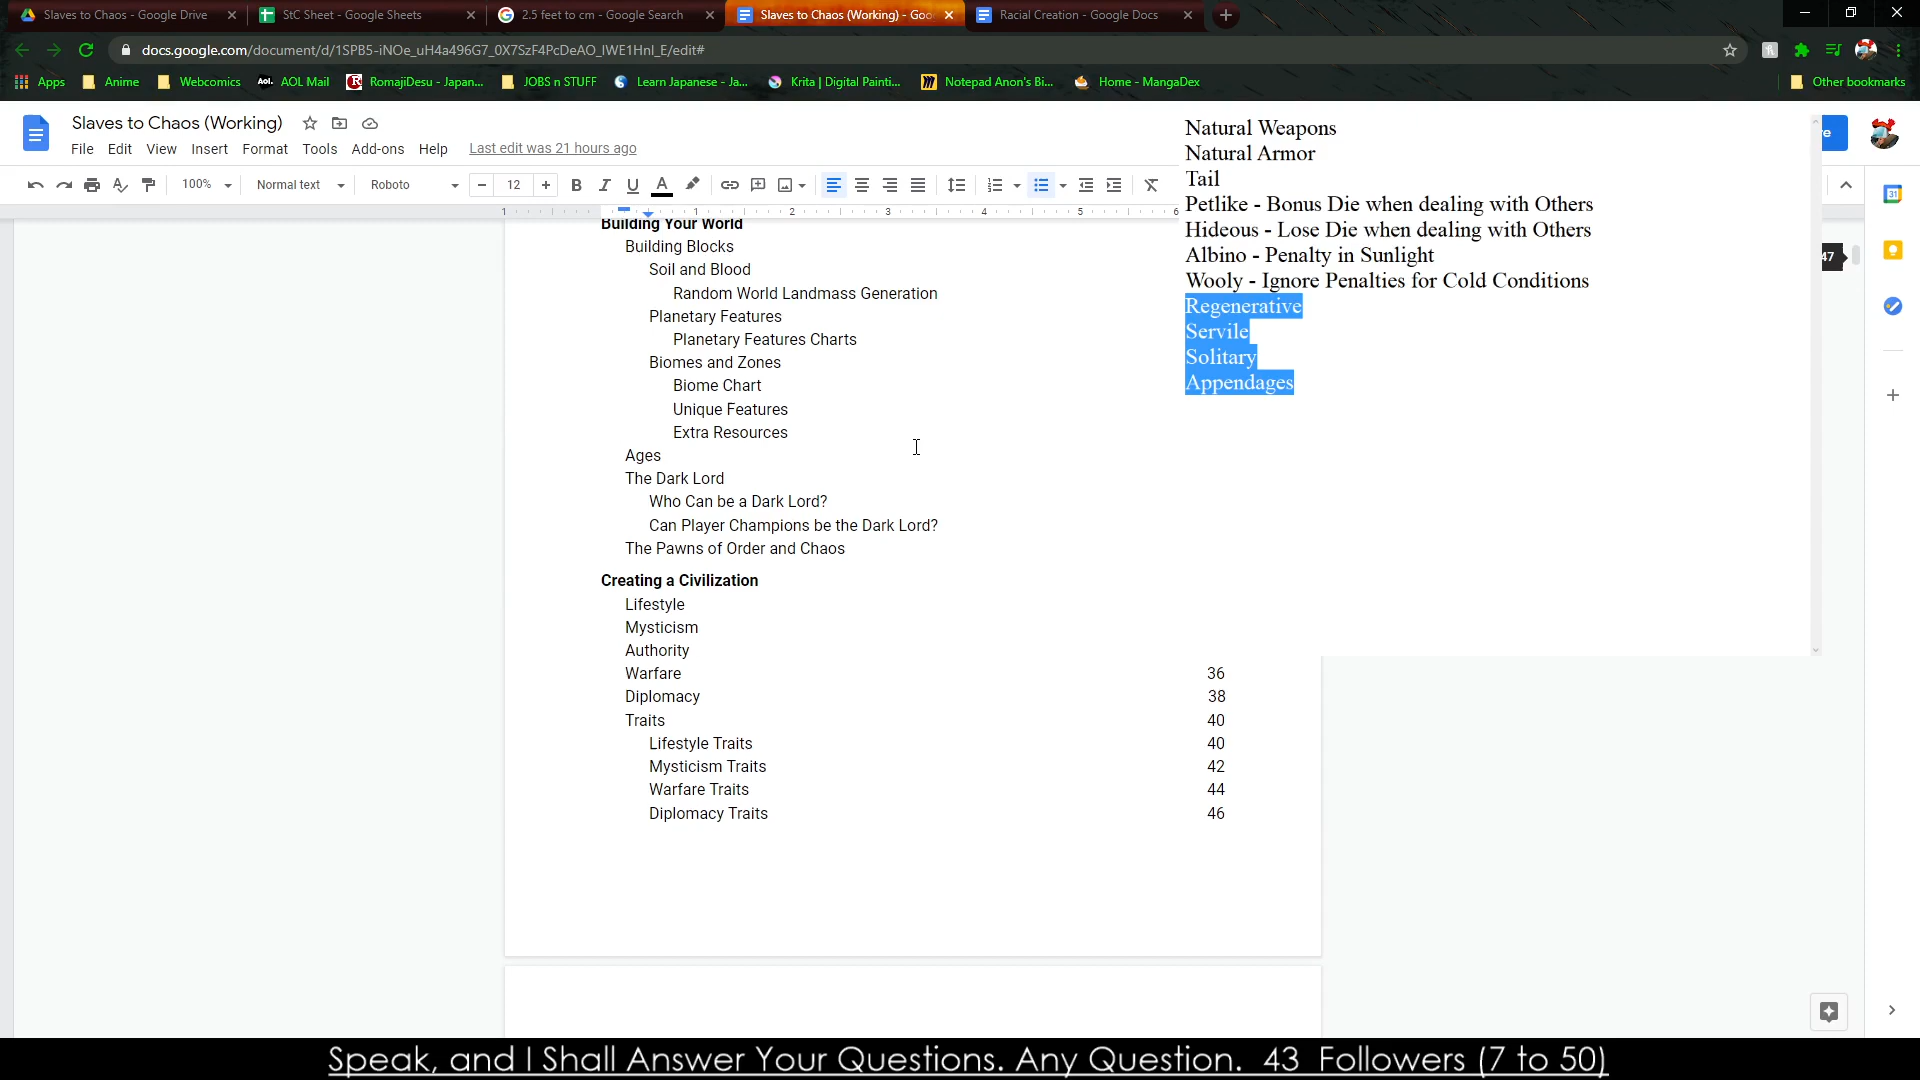 Slaves to Chaos - Google Drive
StC Sheet - Google Sheets
2.5 feet to cm - Google Search
Slaves to Chaos (Working) - Goo
Racial Creation - Google Docs
docs.google.com/document/d/1SPB5-iNOe_uH4a496G7_0X7SzF4PcDeAO_IWE1HnI_E/edit#
Apps
Anime
Webcomics
Aol.
AOL Mail
RomajiDesu - Japan...
JOBS n STUFF
Learn Japanese - Ja...
Krita | Digital Painti...
Notepad Anon's Bi...
Home - MangaDex
Other bookmarks
Slaves to Chaos (Working)
File Edit View Insert Format Tools Add-ons Help Last edit was 21 hours ago
100% Normal text Roboto 12
1 1 2 3 4 5 6
31
47
Natural Weapons
Natural Armor
Tail
Petlike - Bonus Die when dealing with Others
Hideous - Lose Die when dealing with Others
Albino - Penalty in Sunlight
Wooly - Ignore Penalties for Cold Conditions
Regenerative
Servile
Solitary
Appendages
Building Your World
Building Blocks
Soil and Blood
Random World Landmass Generation
Planetary Features
Planetary Features Charts
Biomes and Zones
Biome Chart
Unique Features
Extra Resources
Ages
The Dark Lord
Who Can be a Dark Lord?
Can Player Champions be the Dark Lord?
The Pawns of Order and Chaos
Creating a Civilization
Lifestyle
Mysticism
Authority
Warfare 36
Diplomacy 38
Traits 40
Lifestyle Traits 40
Mysticism Traits 42
Warfare Traits 44
Diplomacy Traits 46
Speak, and I Shall Answer Your Questions. Any Question. 43 Followers (7 to 50)